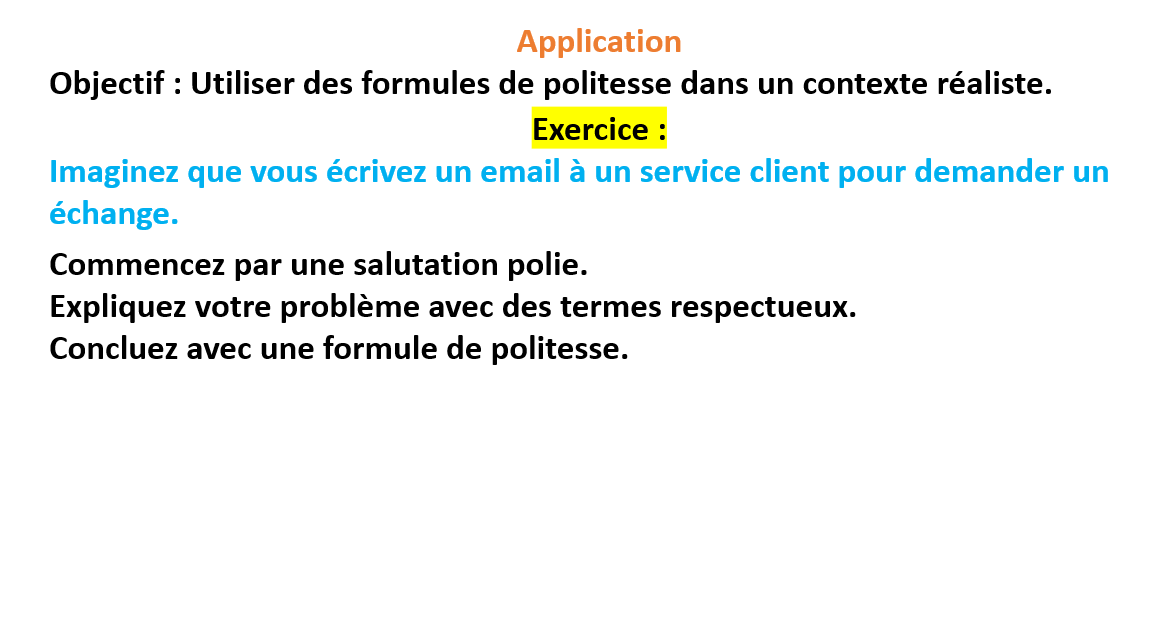 Application
Objectif : Utiliser des formules de politesse dans un contexte réaliste.
Exercice :
Imaginez que vous écrivez un email à un service client pour demander un
échange.
Commencez par une salutation polie.
Expliquez votre problème avec des termes respectueux.
Concluez avec une formule de politesse.